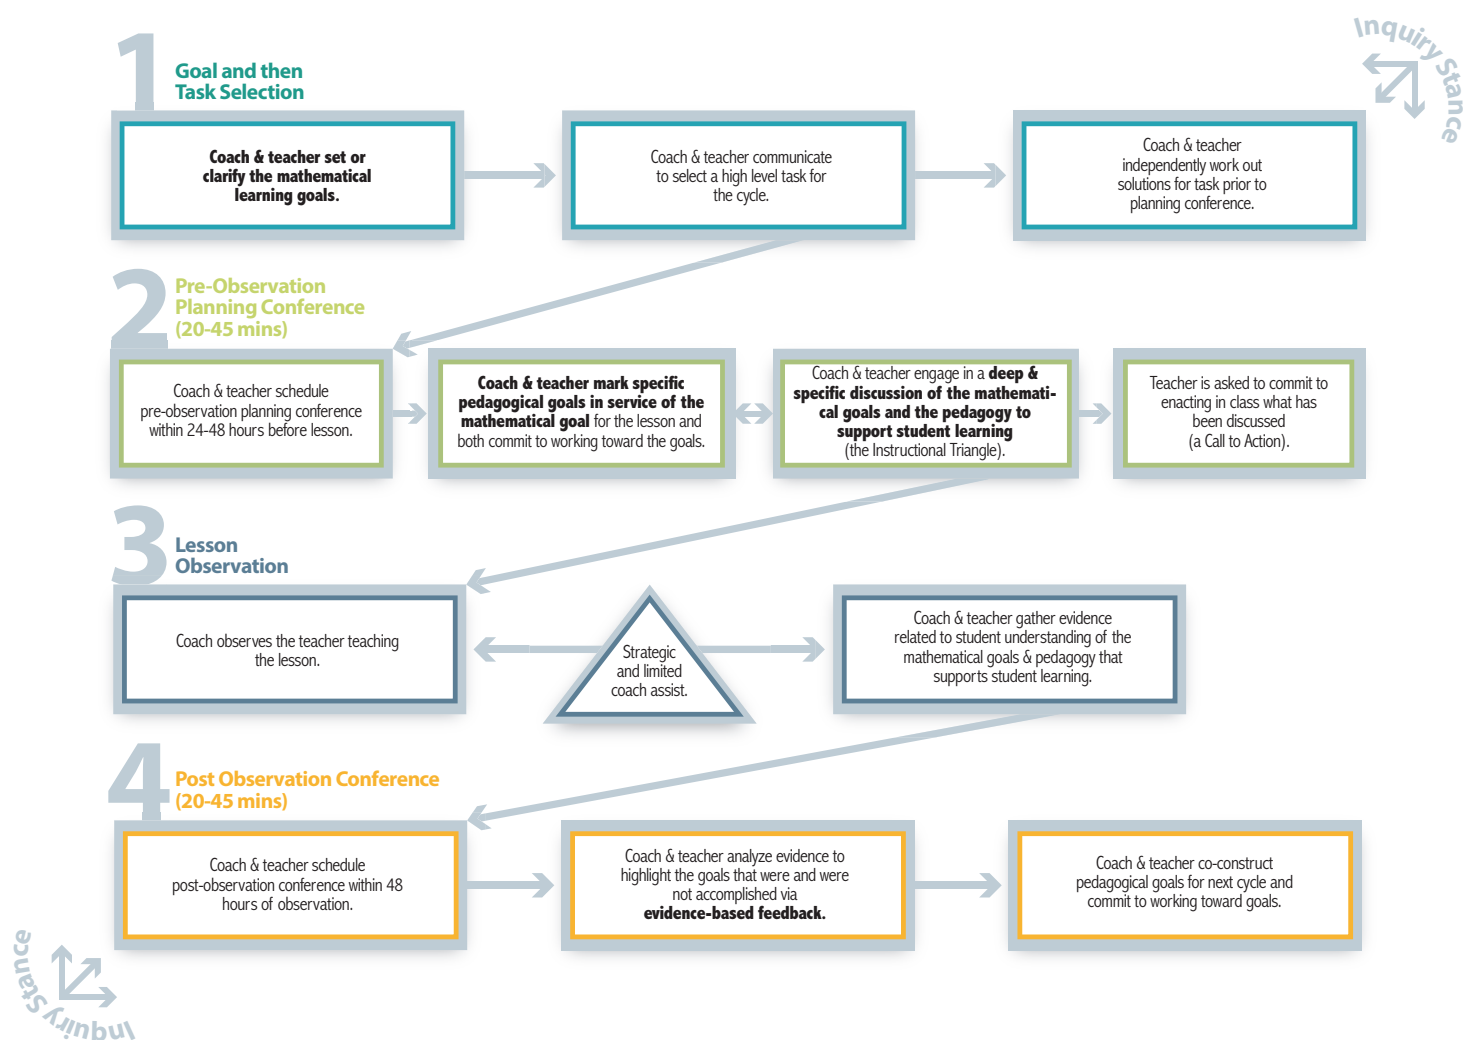 Inquiry Stance
1
Goal and then
Task Selection
Coach & teacher set or
clarify the mathematical
learning goals.
Coach & teacher communicate
to select a high level task for
the cycle.
Coach & teacher
independently work out
solutions for task prior to
planning conference.
2
Pre-Observation
Planning Conference
(20-45 mins)
Coach & teacher schedule
pre-observation planning conference
within 24-48 hours before lesson.
Coach & teacher mark specific
pedagogical goals in service of the
mathematical goal for the lesson and
both commit to working toward the goals.
Coach & teacher engage in a deep &
specific discussion of the mathemati-
cal goals and the pedagogy to
support student learning
(the Instructional Triangle).
Teacher is asked to commit to
enacting in class what has
been discussed
(a Call to Action).
3
Lesson
Observation
Coach observes the teacher teaching
the lesson.
Strategic
and limited
coach assist.
Coach & teacher gather evidence
related to student understanding of the
mathematical goals & pedagogy that
supports student learning.
4
Post Observation Conference
(20-45 mins)
Coach & teacher schedule
post-observation conference within 48
hours of observation.
Coach & teacher analyze evidence to
highlight the goals that were and were
not accomplished via
evidence-based feedback.
Coach & teacher co-construct
pedagogical goals for next cycle and
commit to working toward goals.
Inquiry Stance